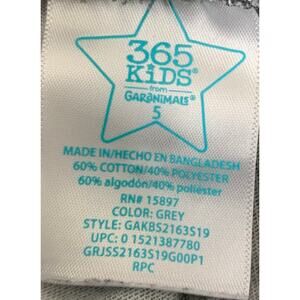 365
KiDS®
from
GARANIMALS®
5
MADE IN/HECHO EN BANGLADESH
60% COTTON/40% POLYESTER
60% algodón/40% poliéster
RN# 15897
COLOR: GREY
STYLE: GAKBS2163S19
UPC: 0 1521387780
GRJSS2163S19G00P1
RPC